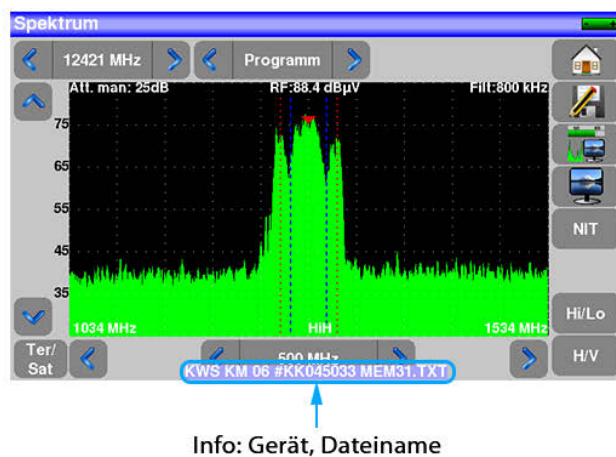 Spektrum
12421 MHz Programm
Att. man: 25dB RF:88.4 dBµV Filt:800 kHz
75
65
55
45
35
NIT
1034 MHz HiH 1534 MHz
Hi/Lo
Ter/
Sat
500 MHz
H/V
KWS KM 06 #KK045033 MEM31.TXT
Info: Gerät, Dateiname